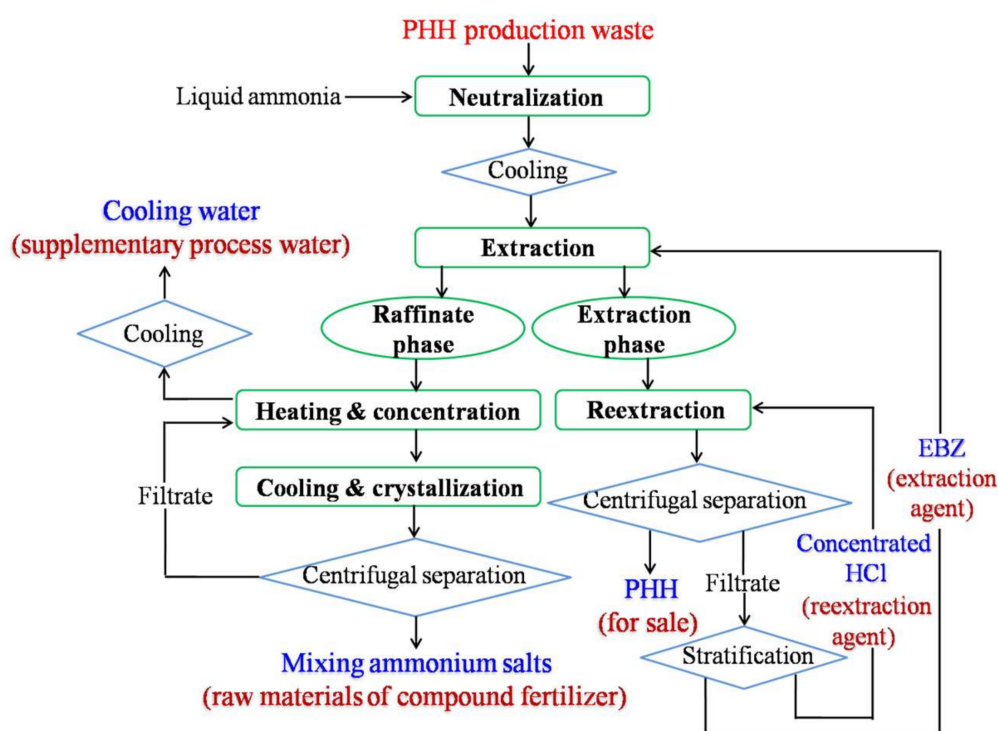 PHH production waste
Liquid ammonia
Neutralization
Cooling
Cooling water
(supplementary process water)
Extraction
Cooling
Raffinate
phase
Extraction
phase
Heating & concentration
Reextraction
EBZ
(extraction
agent)
Filtrate
Cooling & crystallization
Centrifugal separation
Concentrated
HCl
(reextraction
agent)
Centrifugal separation
PHH
(for sale)
Filtrate
Stratification
Mixing ammonium salts
(raw materials of compound fertilizer)